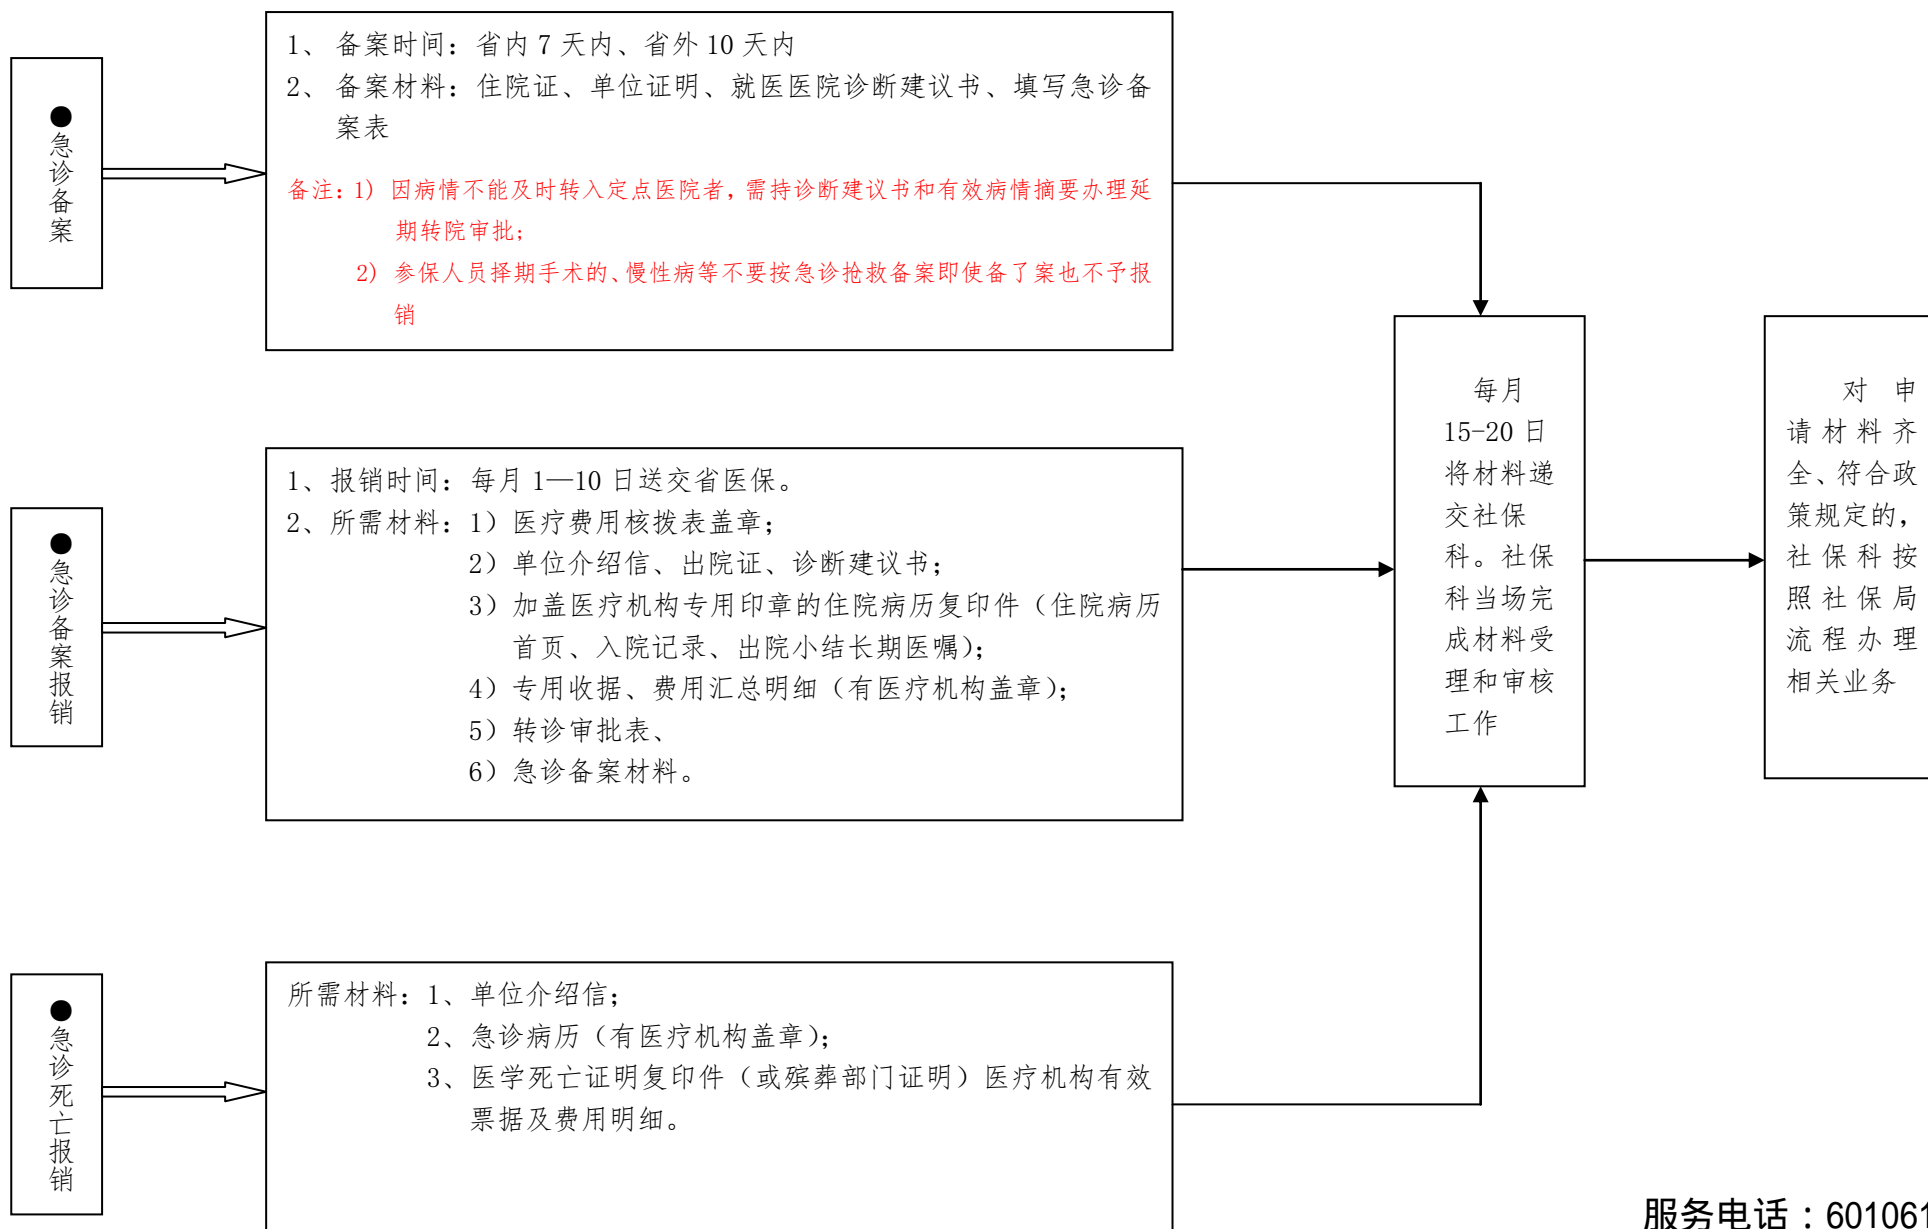 ●急诊备案
1、 备案时间：省内 7 天内、省外 10 天内
2、 备案材料：住院证、单位证明、就医医院诊断建议书、填写急诊备
案表
备注：1) 因病情不能及时转入定点医院者，需持诊断建议书和有效病情摘要办理延
期转院审批；
2) 参保人员择期手术的、慢性病等不要按急诊抢救备案即使备了案也不予报
销
●急诊备案报销
1、报销时间：每月 1—10 日送交省医保。
2、所需材料：1）医疗费用核拨表盖章；
2）单位介绍信、出院证、诊断建议书；
3）加盖医疗机构专用印章的住院病历复印件（住院病历
首页、入院记录、出院小结长期医嘱）；
4）专用收据、费用汇总明细（有医疗机构盖章）；
5）转诊审批表、
6）急诊备案材料。
●急诊死亡报销
所需材料：1、单位介绍信；
2、急诊病历（有医疗机构盖章）；
3、医学死亡证明复印件（或殡葬部门证明）医疗机构有效
票据及费用明细。
每月
15-20 日
将材料递
交社保
科。社保
科当场完
成材料受
理和审核
工作
对申
请材料齐
全、符合政
策规定的，
社保科按
照社保局
流程办理
相关业务
服务电话：601061